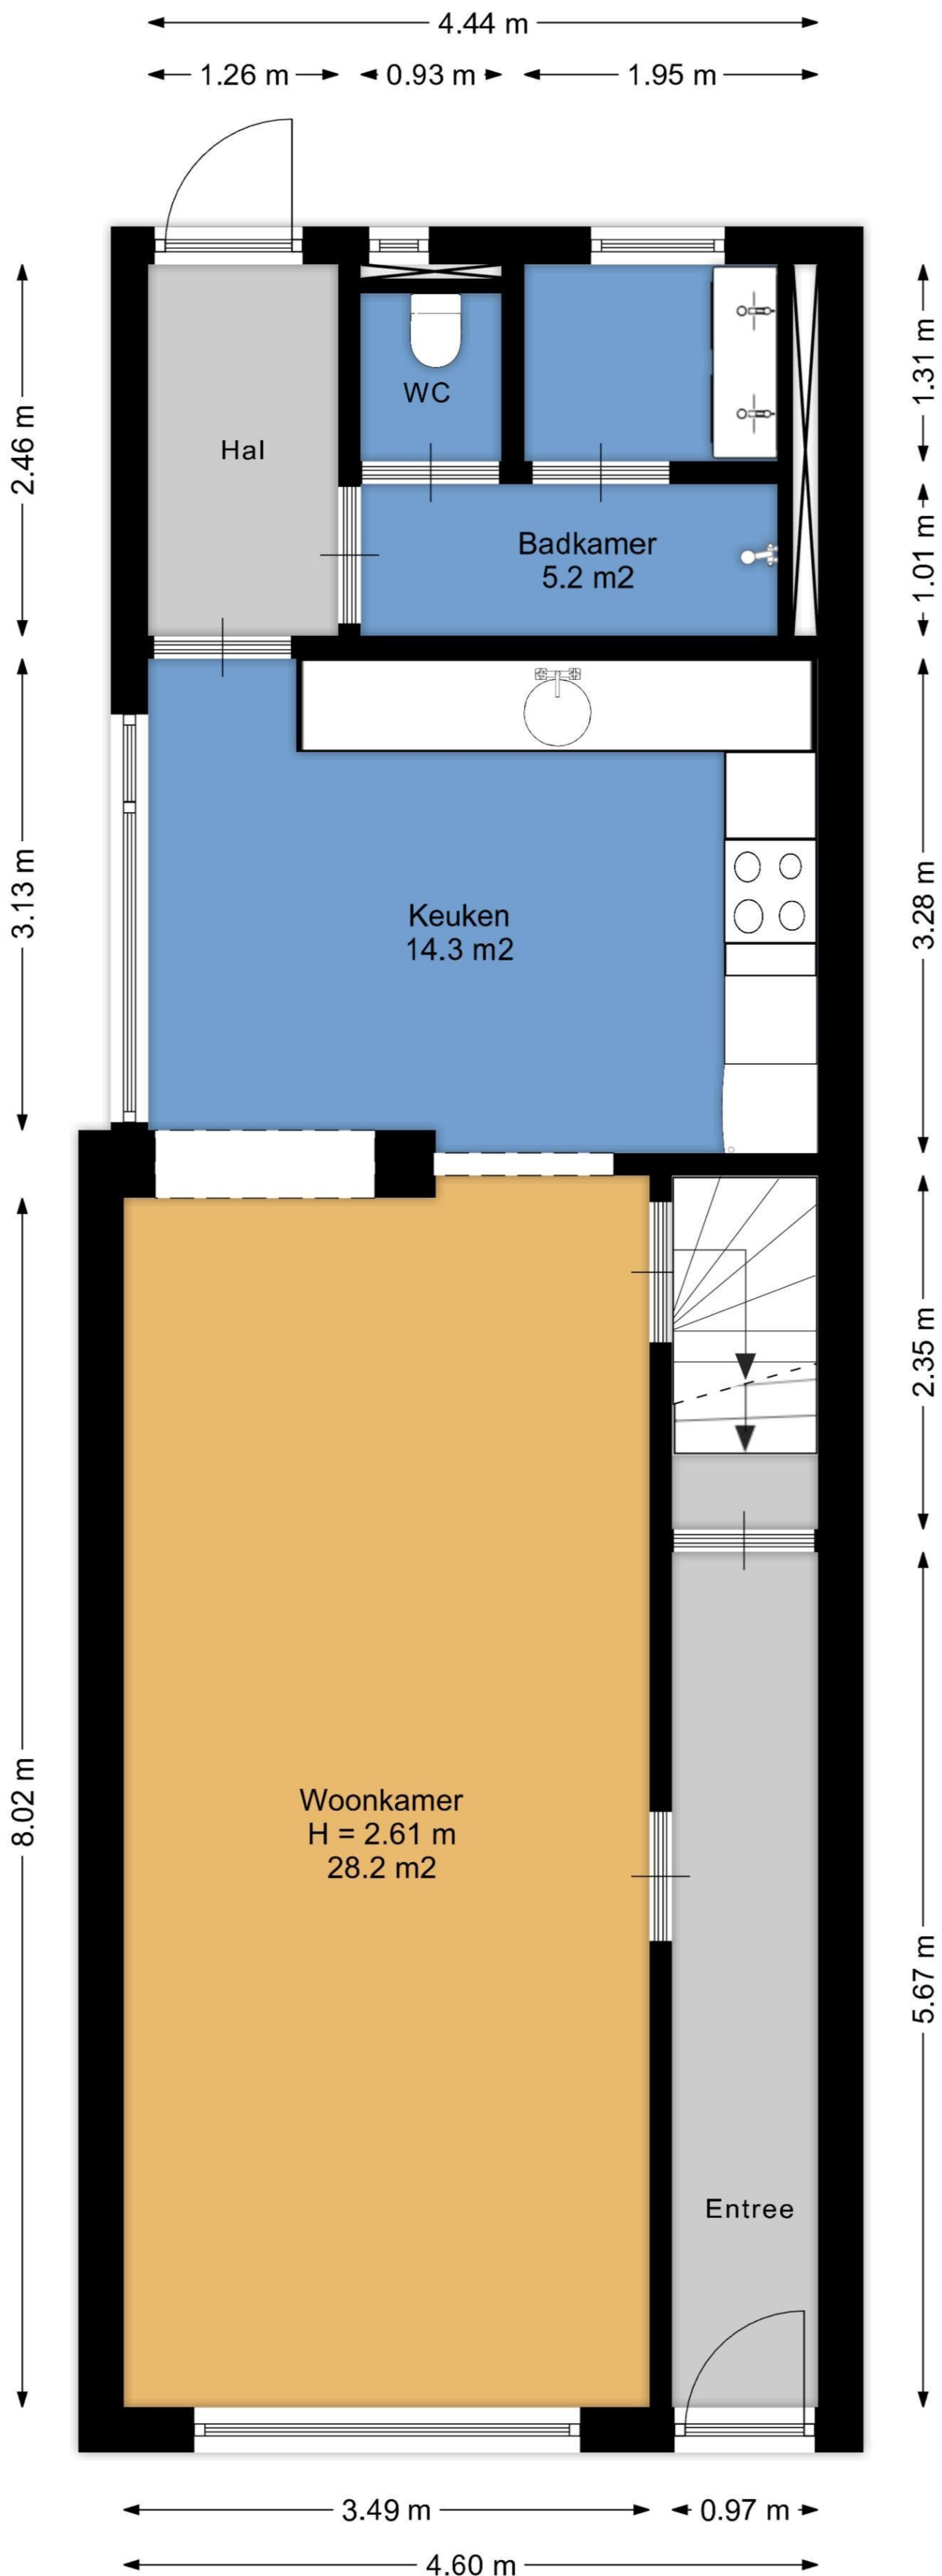 4.44 m
1.26 m
0.93 m
1.95 m
2.46 m
1.31 m
WC
Hal
Badkamer
5.2 m2
1.01 m
3.13 m
3.28 m
Keuken
14.3 m2
2.35 m
8.02 m
Woonkamer
H = 2.61 m
28.2 m2
5.67 m
Entree
3.49 m
0.97 m
4.60 m